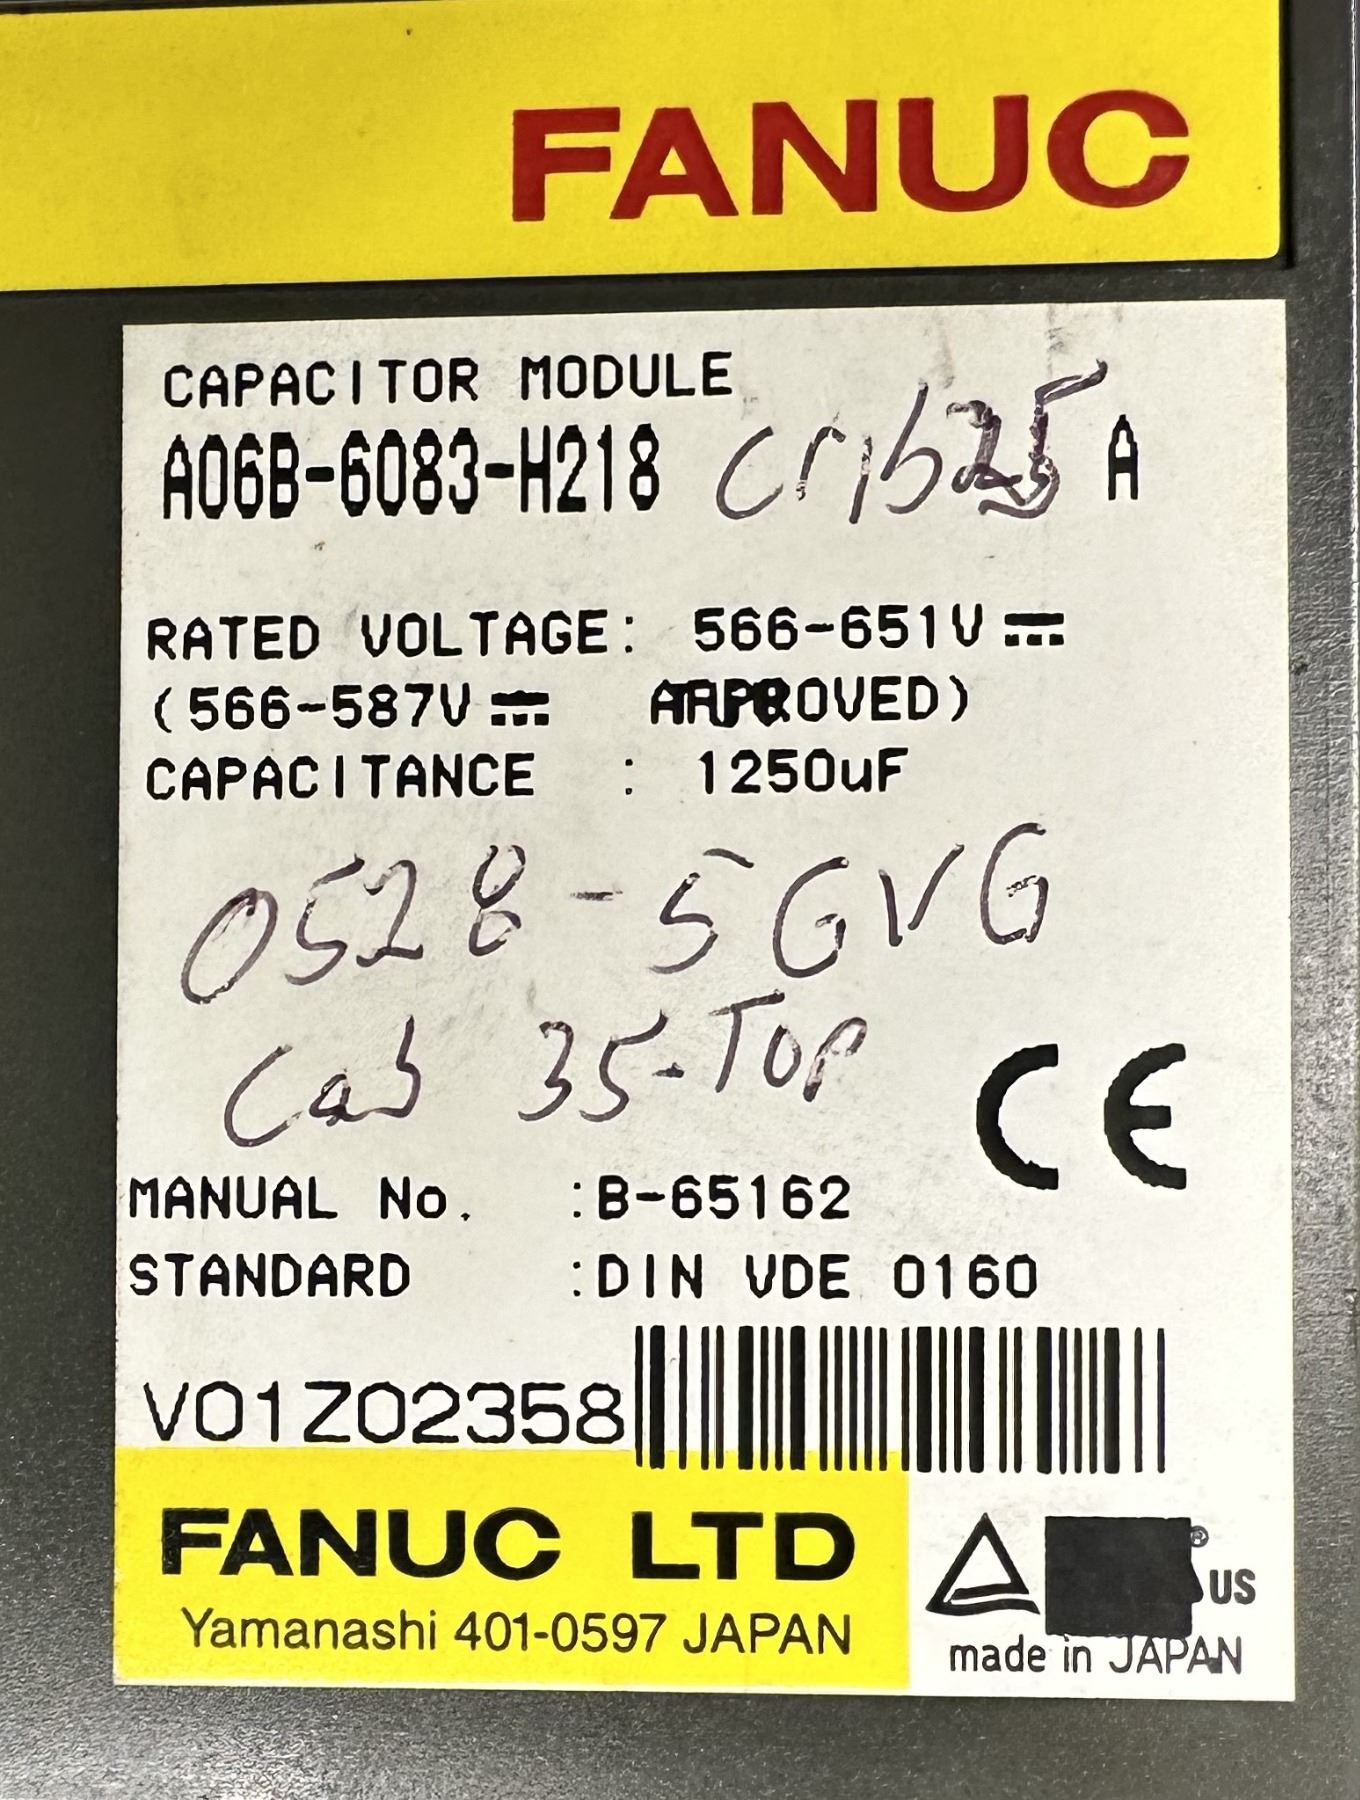 FANUC
CAPACITOR MODULE
A06B-6083-H218 crib25 A
RATED VOLTAGE: 566-651V
(566-587V APPROVED)
CAPACITANCE : 1250uF
0528-5GVG
Cab 35-Top
CE
MANUAL No. :B-65162
STANDARD :DIN VDE 0160
V01Z02358
FANUC LTD
Yamanashi 401-0597 JAPAN
® US
made in JAPAN